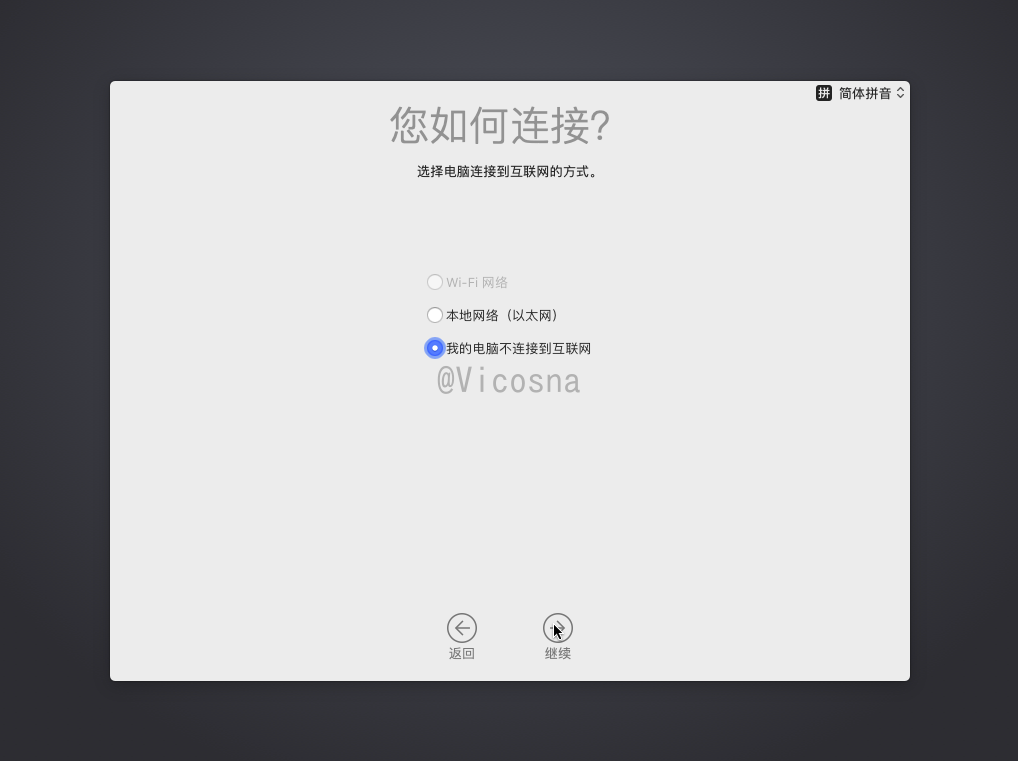 拼 简体拼音
您如何连接?
选择电脑连接到互联网的方式。
Wi-Fi 网络
本地网络（以太网）
我的电脑不连接到互联网
@Vicosna
返回 继续